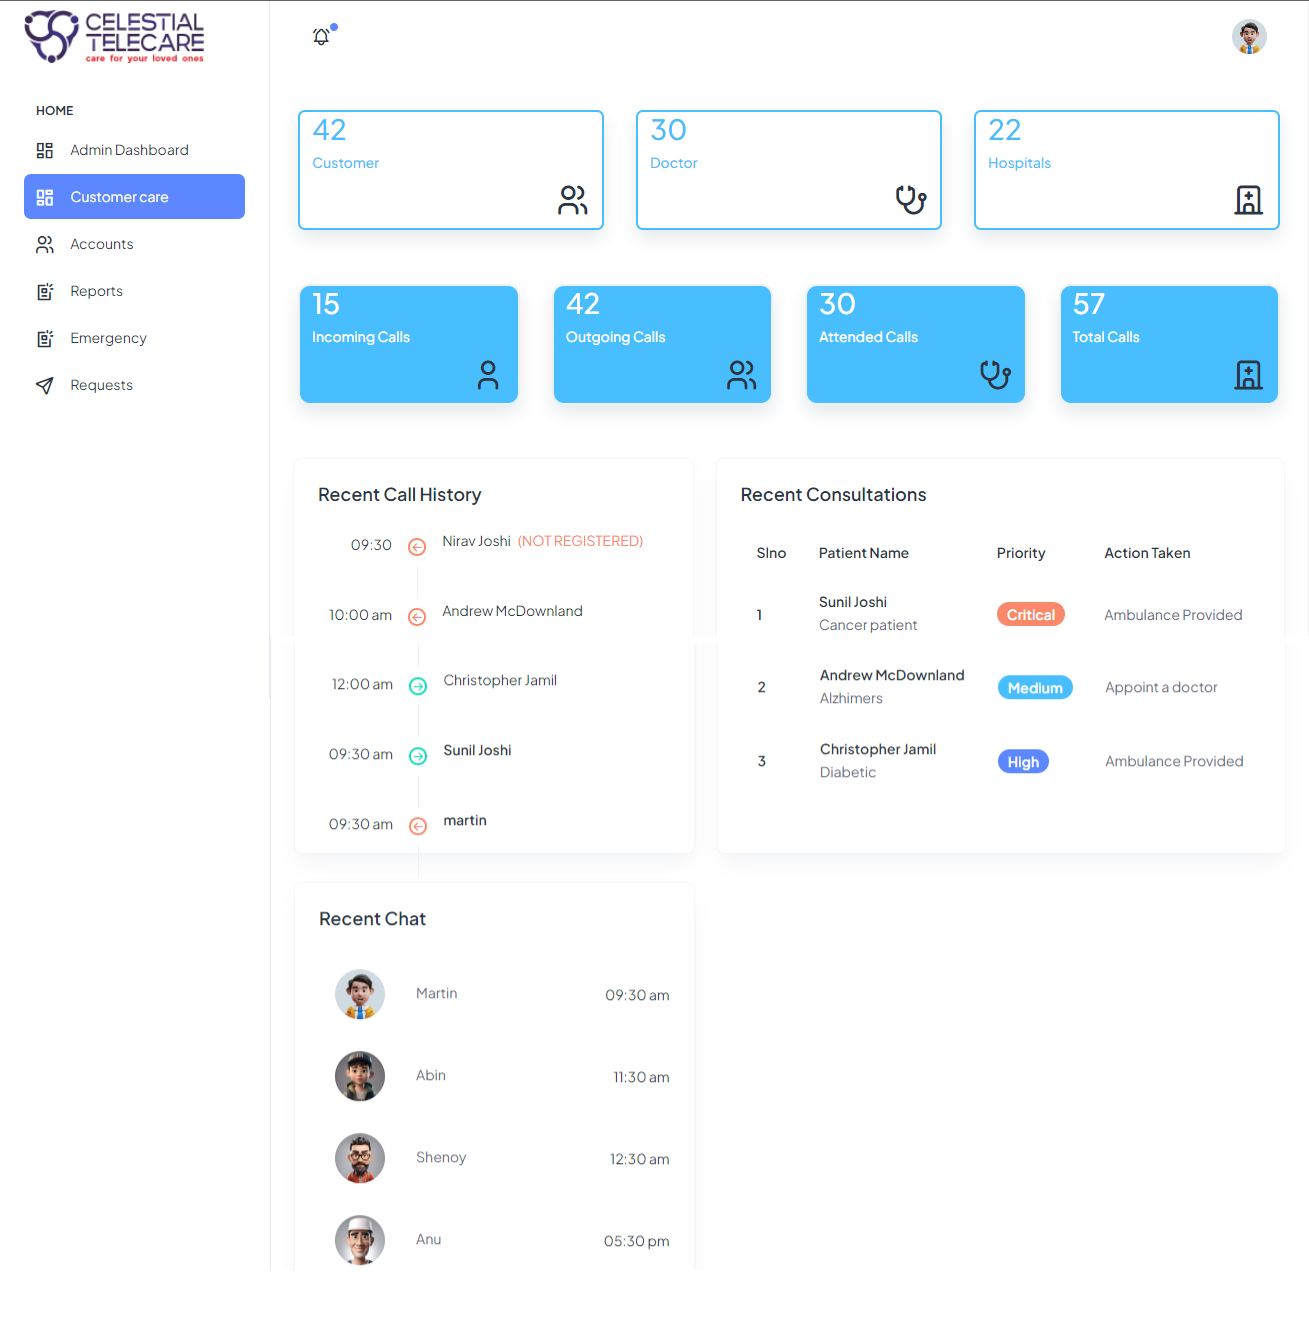 CELESTIAL
TELECARE
care for your loved ones
HOME
Admin Dashboard
Customer care
Accounts
Reports
Emergency
Requests
42
Customer
30
Doctor
22
Hospitals
15
Incoming Calls
42
Outgoing Calls
30
Attended Calls
57
Total Calls
Recent Call History
09:30 Nirav Joshi (NOT REGISTERED)
10:00 am Andrew McDownland
12:00 am Christopher Jamil
09:30 am Sunil Joshi
09:30 am martin
Recent Consultations
Slno Patient Name Priority Action Taken
1 Sunil Joshi Critical Ambulance Provided
Cancer patient
2 Andrew McDownland Medium Appoint a doctor
Alzhimers
3 Christopher Jamil High Ambulance Provided
Diabetic
Recent Chat
Martin 09:30 am
Abin 11:30 am
Shenoy 12:30 am
Anu 05:30 pm